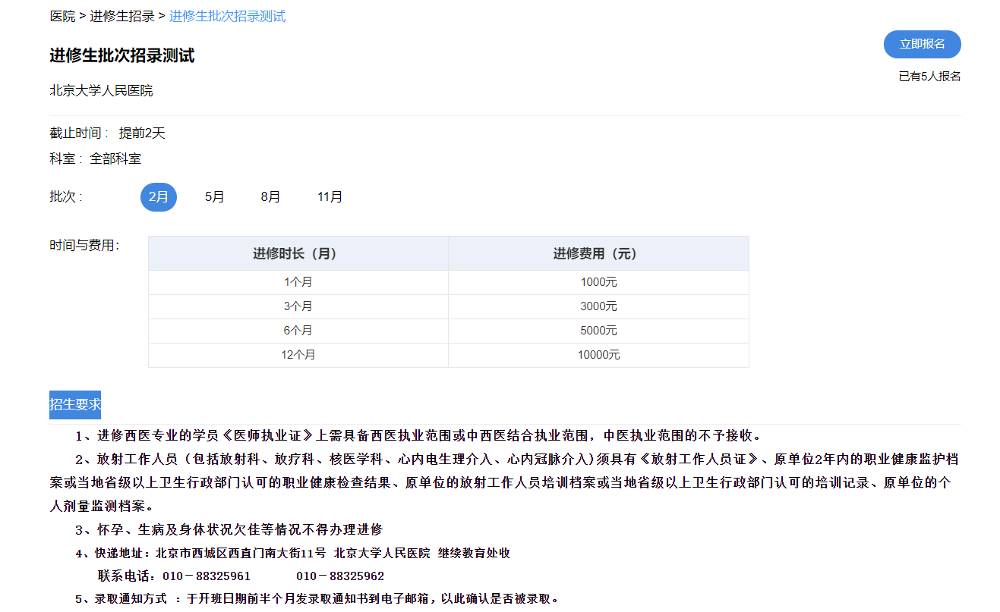 医院 > 进修生招录 > 进修生批次招录测试
立即报名
进修生批次招录测试
已有5人报名
北京大学人民医院
截止时间： 提前2天
科室： 全部科室
批次： 2月 5月 8月 11月
时间与费用：
进修时长（月） 进修费用（元）
1个月 1000元
3个月 3000元
6个月 5000元
12个月 10000元
招生要求
1、进修西医专业的学员《医师执业证》上需具备西医执业范围或中西医结合执业范围，中医执业范围的不予接收。
2、放射工作人员（包括放射科、放疗科、核医学科、心内电生理介入、心内冠脉介入)须具有《放射工作人员证》、原单位2年内的职业健康监护档
案或当地省级以上卫生行政部门认可的职业健康检查结果、原单位的放射工作人员培训档案或当地省级以上卫生行政部门认可的培训记录、原单位的个
人剂量监测档案。
3、怀孕、生病及身体状况欠佳等情况不得办理进修
4、快递地址：北京市西城区西直门南大街11号 北京大学人民医院 继续教育处收
联系电话：010－88325961 010－88325962
5、录取通知方式 ：于开班日期前半个月发录取通知书到电子邮箱，以此确认是否被录取。